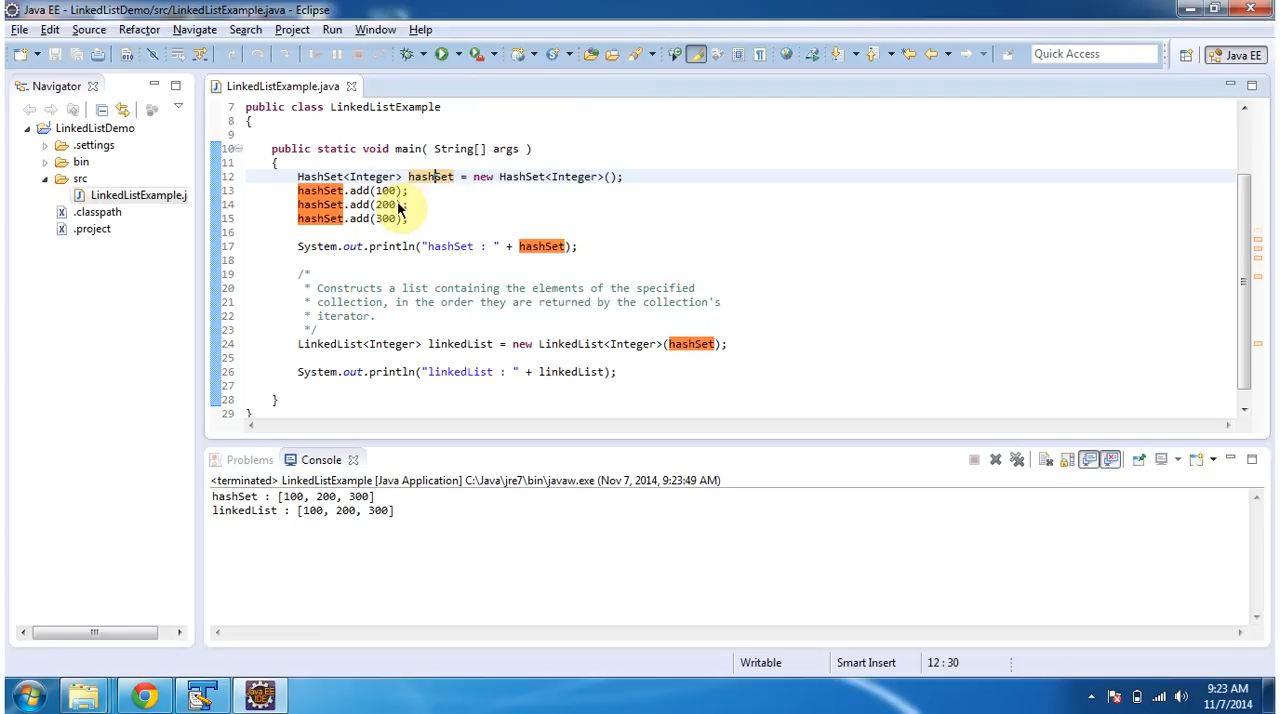 Java EE - LinkedListDemo/src/LinkedListExample.java - Eclipse
File Edit Source Refactor Navigate Search Project Run Window Help
Quick Access
Java EE
Navigator
LinkedListExample.java
LinkedListDemo
.settings
bin
src
LinkedListExample.j
.classpath
.project
7 public class LinkedListExample
8 {
9
10 public static void main( String[] args )
11 {
12 HashSet<Integer> hashSet = new HashSet<Integer>();
13 hashSet.add(100);
14 hashSet.add(200);
15 hashSet.add(300);
16
17 System.out.println("hashSet : " + hashSet);
18
19 /*
20 * Constructs a list containing the elements of the specified
21 * collection, in the order they are returned by the collection's
22 * iterator.
23 */
24 LinkedList<Integer> linkedList = new LinkedList<Integer>(hashSet);
25
26 System.out.println("linkedList : " + linkedList);
27
28 }
29 }
Problems Console
<terminated> LinkedListExample [Java Application] C:\Java\jre7\bin\javaw.exe (Nov 7, 2014, 9:23:49 AM)
hashSet : [100, 200, 300]
linkedList : [100, 200, 300]
Writable Smart Insert 12 : 30
Java EE
IDE
9:23 AM
11/7/2014